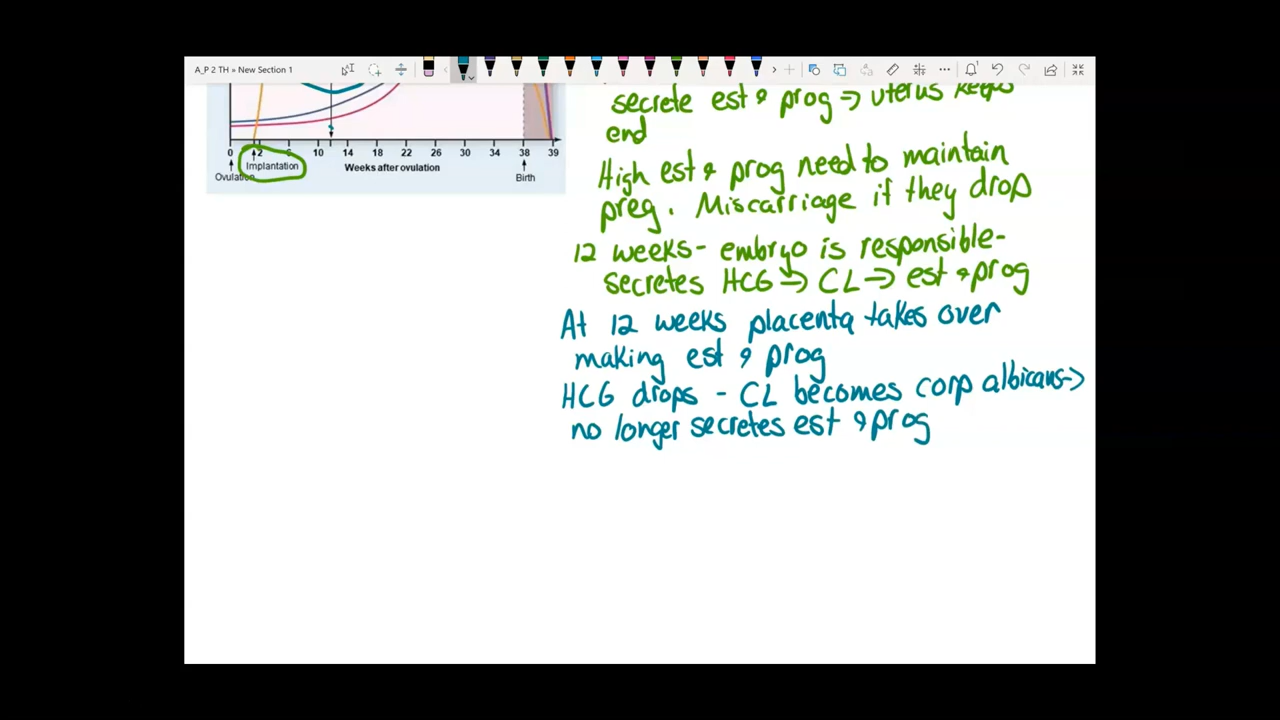 A_P 2 TH » New Section 1
secrete est & prog ⇒ uterus keeps
end
High est & prog need to maintain
preg. Miscarriage if they drop
12 weeks- embryo is responsible-
secretes HCG ⇒ CL ⇒ est & prog
At 12 weeks placenta takes over
making est & prog
HCG drops - CL becomes corp albicans->
no longer secretes est & prog
0 2 6 10 14 18 22 26 30 34 38 39
Implantation
Weeks after ovulation
Ovulation
Birth